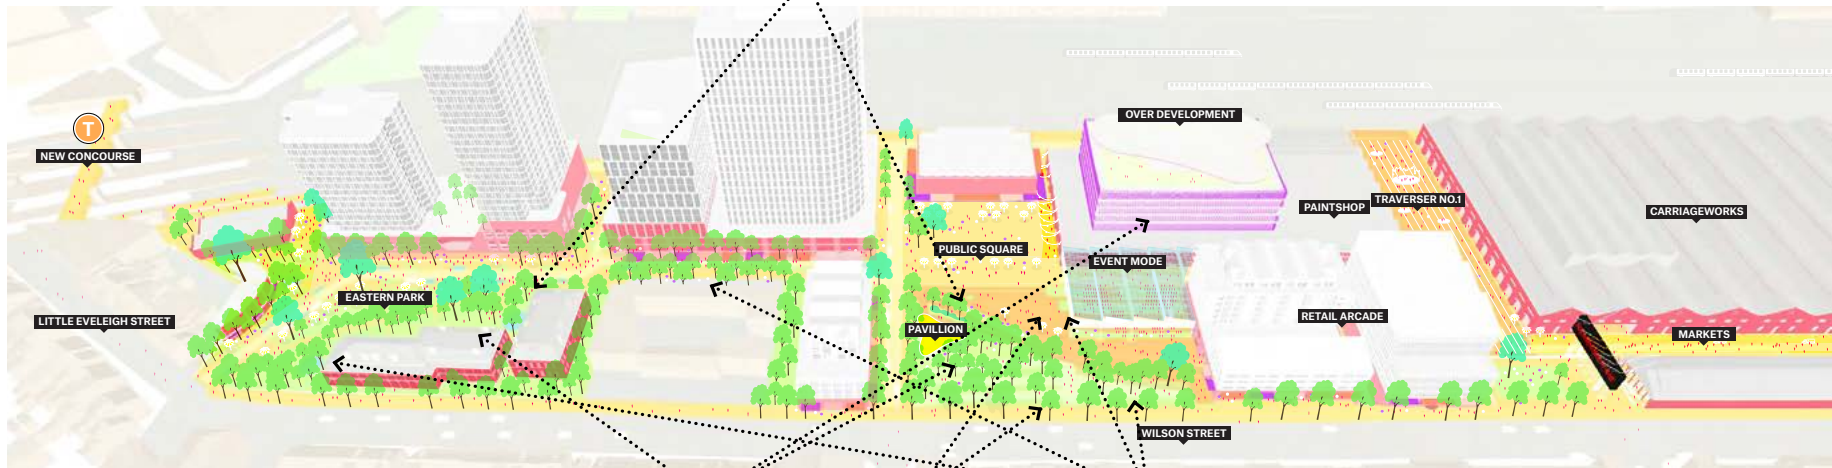 OVER DEVELOPMENT
T
NEW CONCOURSE
TRAVERSER NO.1
PAINTSHOP
CARRIAGEWORKS
PUBLIC SQUARE
EVENT MODE
EASTERN PARK
LITTLE EVELEIGH STREET
RETAIL ARCADE
PAVILLION
MARKETS
WILSON STREET